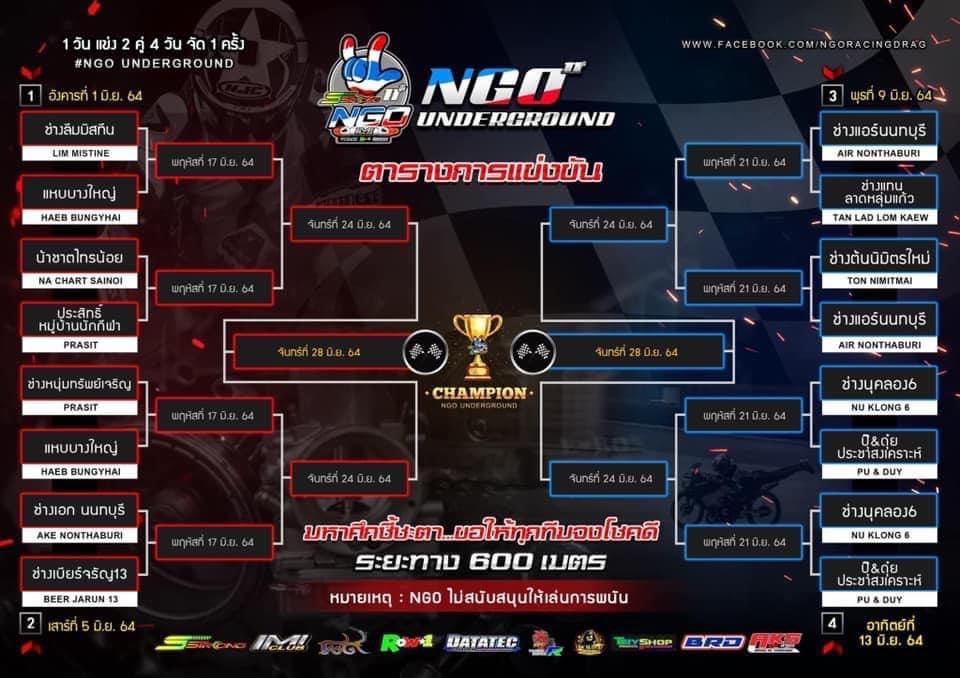 1 วัน แข่ง 2 คู่ 4 วัน จัด 1 ครั้ง
#NGO UNDERGROUND
WWW.FACEBOOK.COM/NGORACINGDRAG
NGO
NGO
UNDERGROUND
ตารางการแข่งขัน
1 อังคารที่ 1 มิ.ย. 64
ช่างลิมมิสทีน
LIM MISTINE
แหบบางใหญ่
HAEB BUNGYHAI
น้าชาตไทรน้อย
NA CHART SAINOI
ประสิทธิ์
หมู่บ้านนักกีฬา
PRASIT
ช่างหนุ่มทรัพย์เจริญ
PRASIT
แหบบางใหญ่
HAEB BUNGYHAI
ช่างเอก นนทบุรี
AKE NONTHABURI
ช่างเบียร์จรัญ13
BEER JARUN 13
2 เสาร์ที่ 5 มิ.ย. 64
พฤหัสที่ 17 มิ.ย. 64
พฤหัสที่ 17 มิ.ย. 64
พฤหัสที่ 17 มิ.ย. 64
พฤหัสที่ 17 มิ.ย. 64
จันทร์ที่ 24 มิ.ย. 64
จันทร์ที่ 24 มิ.ย. 64
จันทร์ที่ 28 มิ.ย. 64
CHAMPION
NGO UNDERGROUND
จันทร์ที่ 28 มิ.ย. 64
จันทร์ที่ 24 มิ.ย. 64
จันทร์ที่ 24 มิ.ย. 64
พฤหัสที่ 21 มิ.ย. 64
พฤหัสที่ 21 มิ.ย. 64
พฤหัสที่ 21 มิ.ย. 64
พฤหัสที่ 21 มิ.ย. 64
3 พุธที่ 9 มิ.ย. 64
ช่างแอร์นนทบุรี
AIR NONTHABURI
ช่างแทน
ลาดหลุ่มแก้ว
TAN LAD LOM KAEW
ช่างต้นนิมิตรใหม่
TON NIMITMAI
ช่างแอร์นนทบุรี
AIR NONTHABURI
ช่างนุคลอง6
NU KLONG 6
ปู&ดุ่ย
ประชาสงเคราะห์
PU & DUY
ช่างนุคลอง6
NU KLONG 6
ปู&ดุ่ย
ประชาสงเคราะห์
PU & DUY
4 อาทิตย์ที่
13 มิ.ย. 64
มหาศึกชี้ชะตา...ขอให้ทุกทีมจงโชคดี
ระยะทาง 600 เมตร
หมายเหตุ : NGO ไม่สนับสนุนให้เล่นการพนัน
IMI CLUB
ROW·1
DATATEC
TBIY SHOP
BRD
AKS
HJC